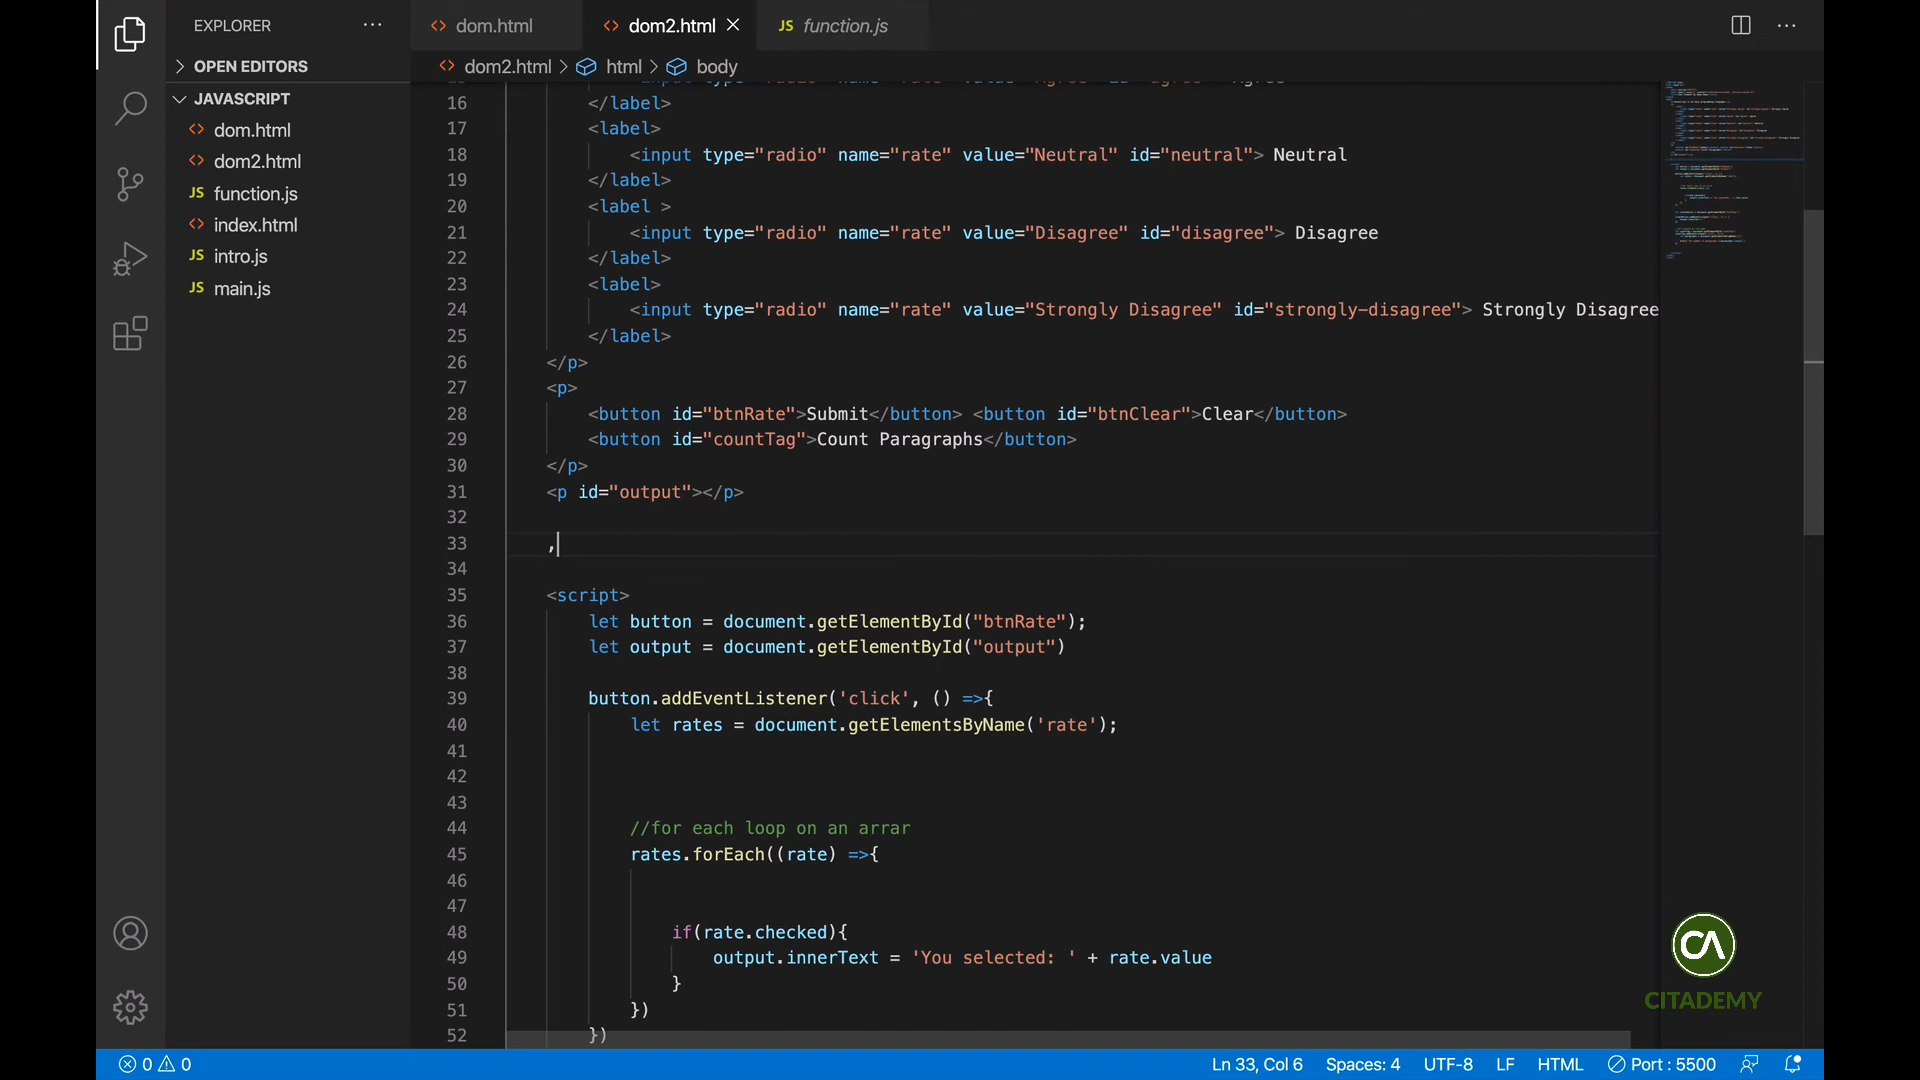 EXPLORER
dom.html
dom2.html
function.js
OPEN EDITORS
dom2.html > html > body
JAVASCRIPT
dom.html
dom2.html
function.js
index.html
intro.js
main.js
16 </label>
17 <label>
18 <input type="radio" name="rate" value="Neutral" id="neutral"> Neutral
19 </label>
20 <label >
21 <input type="radio" name="rate" value="Disagree" id="disagree"> Disagree
22 </label>
23 <label>
24 <input type="radio" name="rate" value="Strongly Disagree" id="strongly-disagree"> Strongly Disagree
25 </label>
26 </p>
27 <p>
28 <button id="btnRate">Submit</button> <button id="btnClear">Clear</button>
29 <button id="countTag">Count Paragraphs</button>
30 </p>
31 <p id="output"></p>
32
33 ,
34
35 <script>
36 let button = document.getElementById("btnRate");
37 let output = document.getElementById("output")
38
39 button.addEventListener('click', () =>{
40 let rates = document.getElementsByName('rate');
41
42
43
44 //for each loop on an arrar
45 rates.forEach((rate) =>{
46
47
48 if(rate.checked){
49 output.innerText = 'You selected: ' + rate.value
50 }
51 })
52 })
CA
CITADEMY
0 0
Ln 33, Col 6
Spaces: 4
UTF-8
LF
HTML
Port : 5500